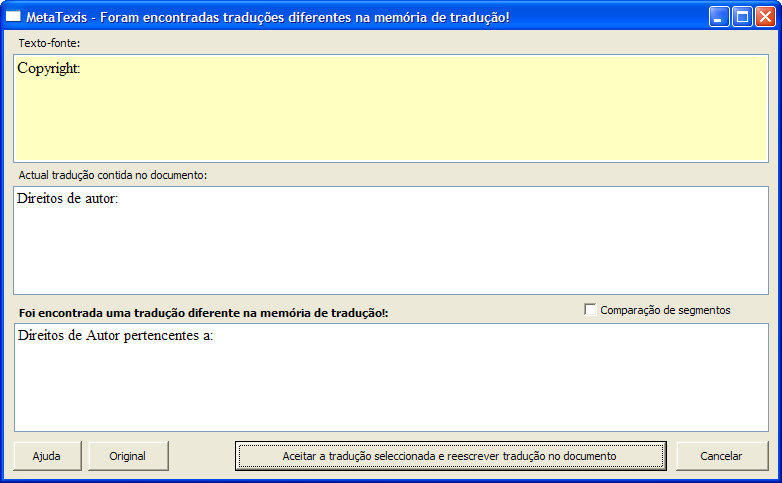 MetaTexis - Foram encontradas traduções diferentes na memória de tradução!
Texto-fonte:
Copyright:
Actual tradução contida no documento:
Direitos de autor:
Foi encontrada uma tradução diferente na memória de tradução!:
Comparação de segmentos
Direitos de Autor pertencentes a:
Ajuda
Original
Aceitar a tradução seleccionada e reescrever tradução no documento
Cancelar